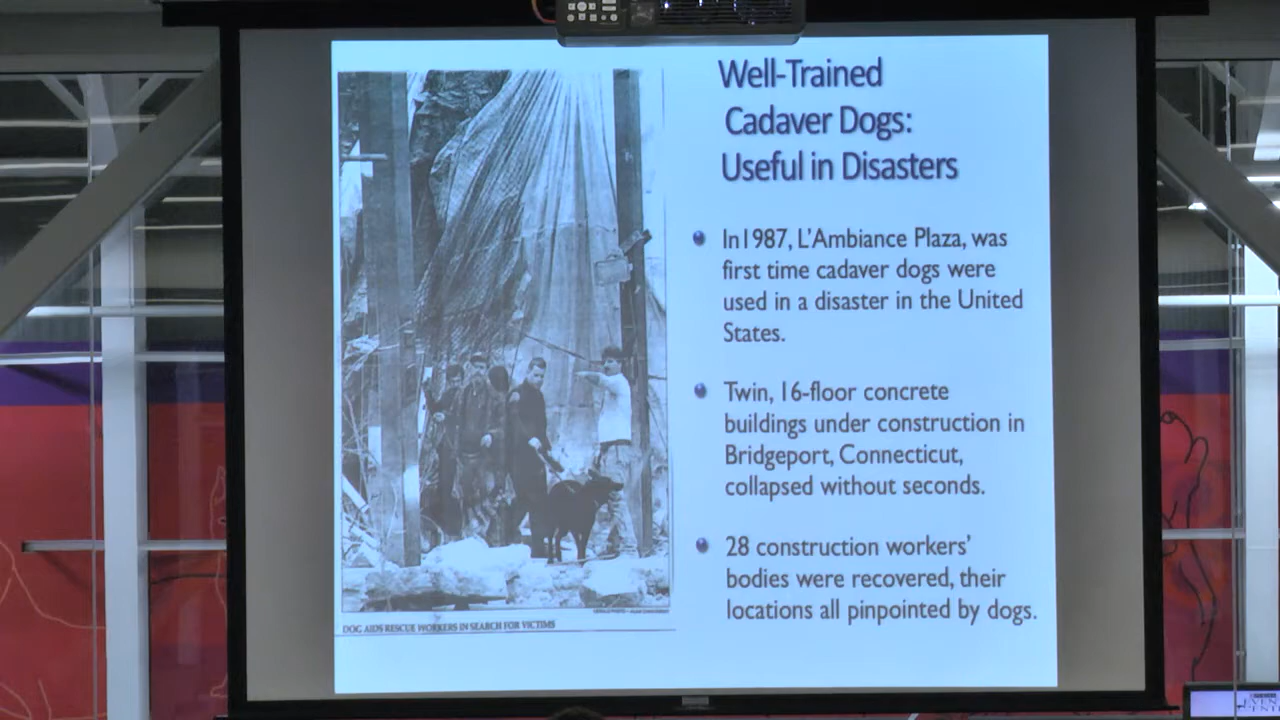 Well-Trained
Cadaver Dogs:
Useful in Disasters
In1987, L'Ambiance Plaza, was
first time cadaver dogs were
used in a disaster in the United
States.
Twin, 16-floor concrete
buildings under construction in
Bridgeport, Connecticut,
collapsed without seconds.
28 construction workers'
bodies were recovered, their
locations all pinpointed by dogs.
DOG AIDS RESCUE WORKERS IN SEARCH FOR VICTIMS